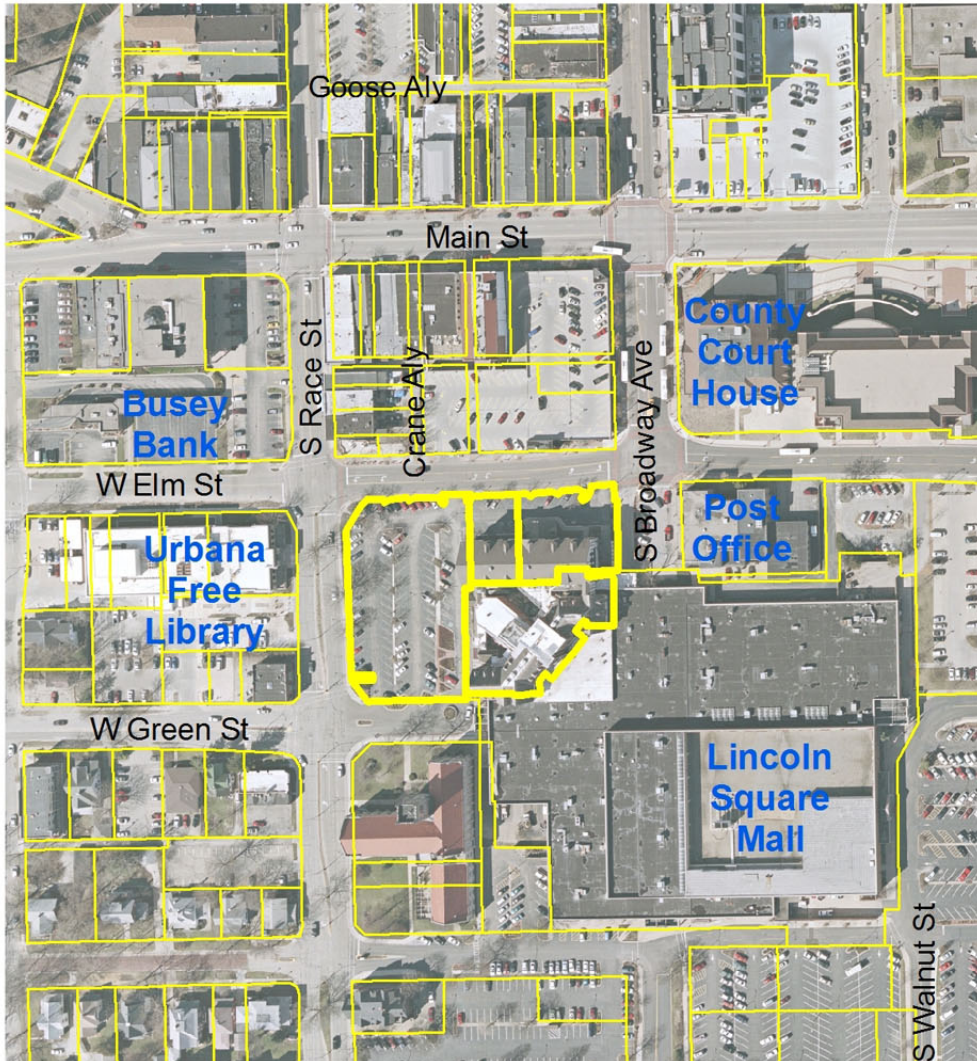 Goose Aly
Main St
S Race St
Crane Aly
S Broadway Ave
County
Court
House
Busey
Bank
W Elm St
Post
Office
Urbana
Free
Library
W Green St
Lincoln
Square
Mall
S Walnut St